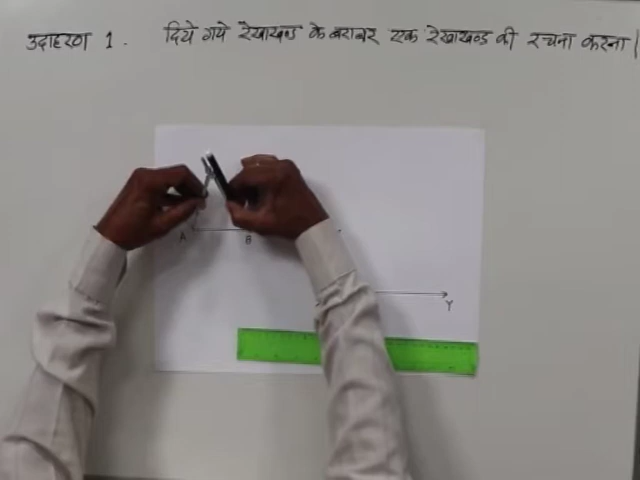 उदाहरण 1. दिये गये रेखाखण्ड के बराबर एक रेखाखण्ड की रचना करना |
A B
Y